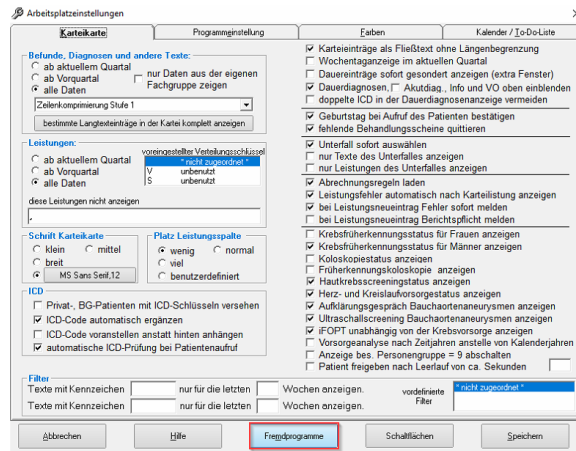 Arbeitsplatzeinstellungen
Karteikarte
Programmeinstellung
Farben
Kalender / To-Do-Liste
Befunde, Diagnosen und andere Texte:
ab aktuellem Quartal
ab Vorquartal
alle Daten
nur Daten aus der eigenen
Fachgruppe zeigen
Zeilenkomprimierung Stufe 1
bestimmte Langtexteinträge in der Kartei komplett anzeigen
Leistungen:
voreingestellter Verteilungsschlüssel
ab aktuellem Quartal
ab Vorquartal
alle Daten
* nicht zugeordnet *
V unbenutzt
S unbenutzt
diese Leistungen nicht anzeigen
,
Schrift Karteikarte
klein mittel
breit
MS Sans Serif,12
Platz Leistungsspalte
wenig normal
viel
benutzerdefiniert
ICD
Privat-, BG-Patienten mit ICD-Schlüsseln versehen
ICD-Code automatisch ergänzen
ICD-Code voranstellen anstatt hinten anhängen
automatische ICD-Prüfung bei Patientenaufruf
Karteieinträge als Fließtext ohne Längenbegrenzung
Wochentaganzeige im aktuellen Quartal
Dauereinträge sofort gesondert anzeigen (extra Fenster)
Dauerdiagnosen, Akutdiag., Info und VO oben einblenden
doppelte ICD in der Dauerdiagnosenanzeige vermeiden
Geburtstag bei Aufruf des Patienten bestätigen
fehlende Behandlungsscheine quittieren
Unterfall sofort auswählen
nur Texte des Unterfalles anzeigen
nur Leistungen des Unterfalles anzeigen
Abrechnungsregeln laden
Leistungsfehler automatisch nach Karteilistung anzeigen
bei Leistungsneueintrag Fehler sofort melden
bei Leistungsneueintrag Berichtspflicht melden
Krebsfrüherkennungsstatus für Frauen anzeigen
Krebsfrüherkennungsstatus für Männer anzeigen
Koloskopiestatus anzeigen
Früherkennungskoloskopie anzeigen
Hautkrebsscreeningstatus anzeigen
Herz- und Kreislaufvorsorgestatus anzeigen
Aufklärungsgespräch Bauchaortenaneurysmen anzeigen
Ultraschallscreening Bauchaortenaneurysmen anzeigen
iFOPT unabhängig von der Krebsvorsorge anzeigen
Vorsorgeanalyse nach Zeitjahren anstelle von Kalenderjahren
Anzeige bes. Personengruppe = 9 abschalten
Patient freigeben nach Leerlauf von ca. Sekunden
Filter
Texte mit Kennzeichen nur für die letzten Wochen anzeigen.
Texte mit Kennzeichen nur für die letzten Wochen anzeigen.
vordefinierte
Filter
* nicht zugeordnet *
Abbrechen
Hilfe
Fremdprogramme
Schaltflächen
Speichern